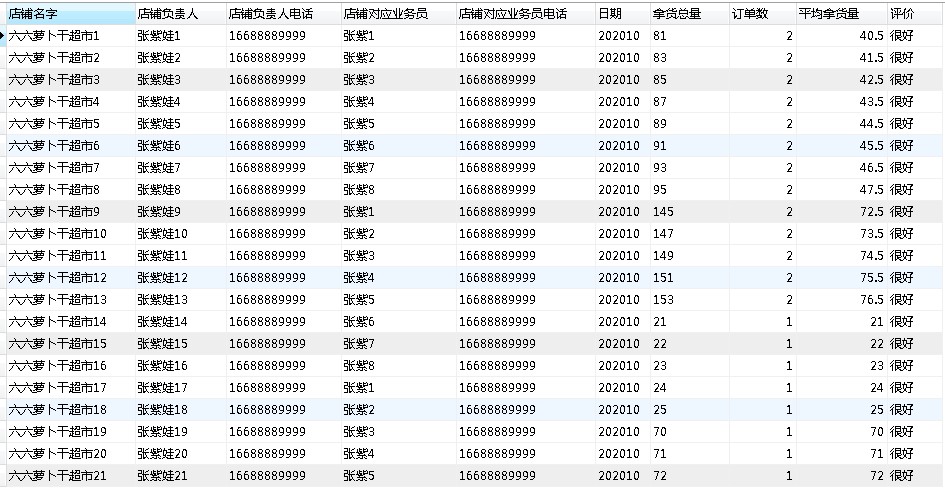 店铺名字 店铺负责人 店铺负责人电话 店铺对应业务员 店铺对应业务员电话 日期 拿货总量 订单数 平均拿货量 评价
六六萝卜干超市1 张紫娃1 16688889999 张紫1 16688889999 202010 81 2 40.5 很好
六六萝卜干超市2 张紫娃2 16688889999 张紫2 16688889999 202010 83 2 41.5 很好
六六萝卜干超市3 张紫娃3 16688889999 张紫3 16688889999 202010 85 2 42.5 很好
六六萝卜干超市4 张紫娃4 16688889999 张紫4 16688889999 202010 87 2 43.5 很好
六六萝卜干超市5 张紫娃5 16688889999 张紫5 16688889999 202010 89 2 44.5 很好
六六萝卜干超市6 张紫娃6 16688889999 张紫6 16688889999 202010 91 2 45.5 很好
六六萝卜干超市7 张紫娃7 16688889999 张紫7 16688889999 202010 93 2 46.5 很好
六六萝卜干超市8 张紫娃8 16688889999 张紫8 16688889999 202010 95 2 47.5 很好
六六萝卜干超市9 张紫娃9 16688889999 张紫1 16688889999 202010 145 2 72.5 很好
六六萝卜干超市10 张紫娃10 16688889999 张紫2 16688889999 202010 147 2 73.5 很好
六六萝卜干超市11 张紫娃11 16688889999 张紫3 16688889999 202010 149 2 74.5 很好
六六萝卜干超市12 张紫娃12 16688889999 张紫4 16688889999 202010 151 2 75.5 很好
六六萝卜干超市13 张紫娃13 16688889999 张紫5 16688889999 202010 153 2 76.5 很好
六六萝卜干超市14 张紫娃14 16688889999 张紫6 16688889999 202010 21 1 21 很好
六六萝卜干超市15 张紫娃15 16688889999 张紫7 16688889999 202010 22 1 22 很好
六六萝卜干超市16 张紫娃16 16688889999 张紫8 16688889999 202010 23 1 23 很好
六六萝卜干超市17 张紫娃17 16688889999 张紫1 16688889999 202010 24 1 24 很好
六六萝卜干超市18 张紫娃18 16688889999 张紫2 16688889999 202010 25 1 25 很好
六六萝卜干超市19 张紫娃19 16688889999 张紫3 16688889999 202010 70 1 70 很好
六六萝卜干超市20 张紫娃20 16688889999 张紫4 16688889999 202010 71 1 71 很好
六六萝卜干超市21 张紫娃21 16688889999 张紫5 16688889999 202010 72 1 72 很好